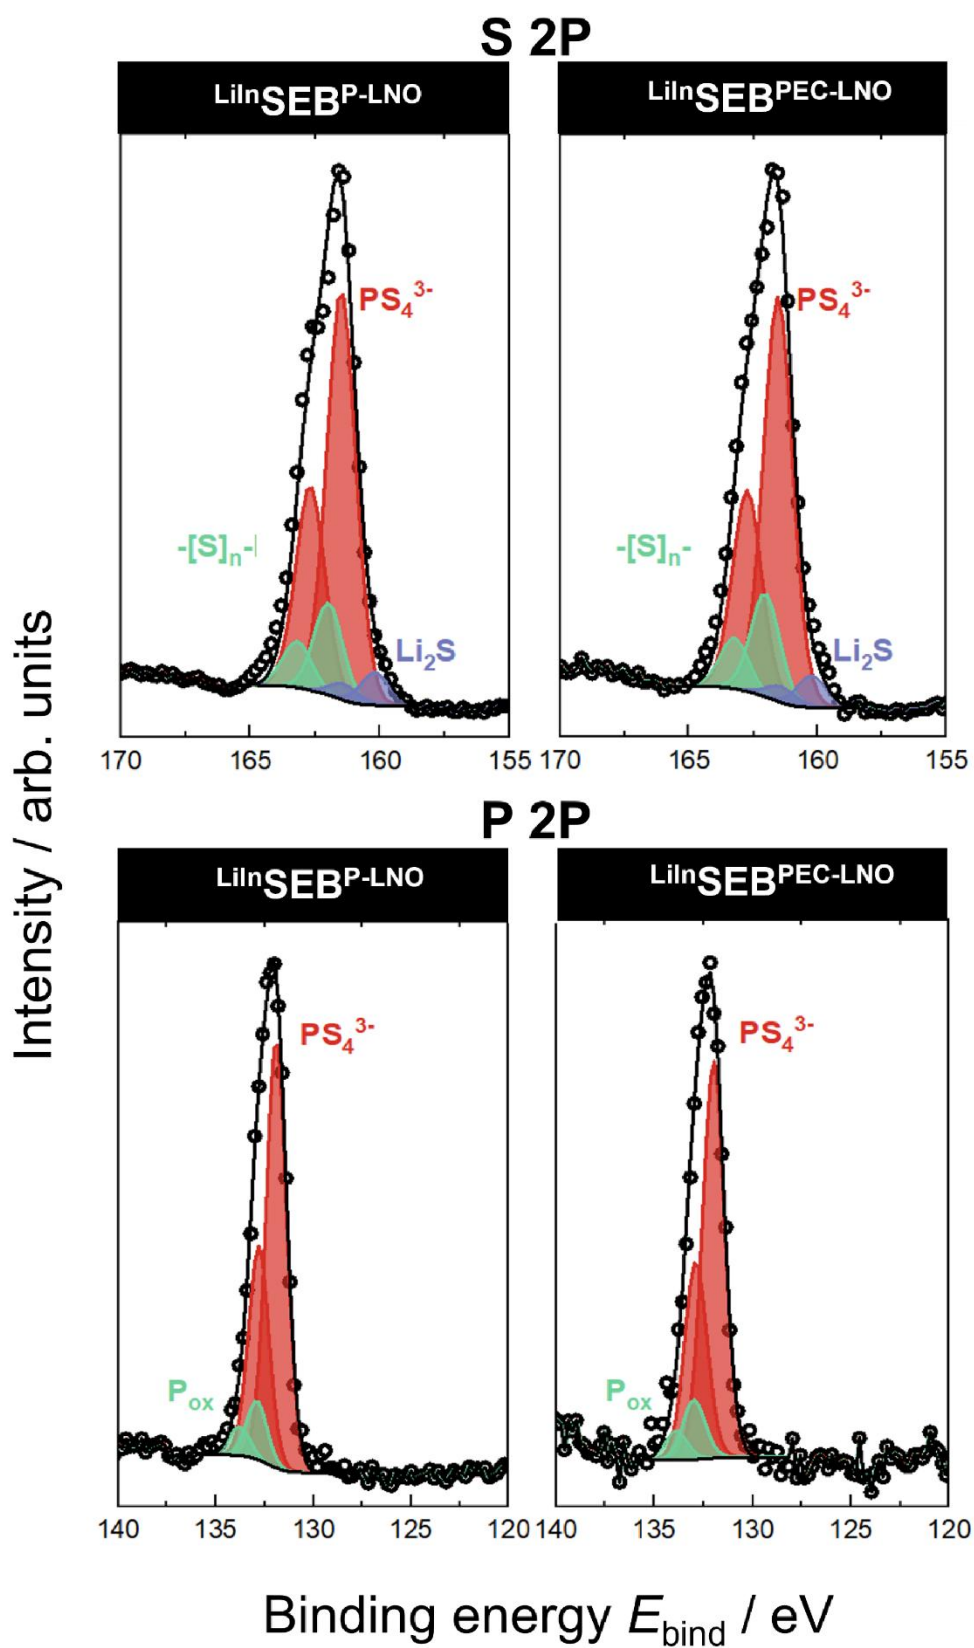 S 2P
LiInSEBP-LNO
LiInSEBPEC-LNO
PS₄³⁻
PS₄³⁻
-[S]ₙ-
-[S]ₙ-
Li₂S
Li₂S
170 165 160 155
170 165 160 155
P 2P
LiInSEBP-LNO
LiInSEBPEC-LNO
PS₄³⁻
PS₄³⁻
Pₒₓ
Pₒₓ
140 135 130 125 120
140 135 130 125 120
Intensity / arb. units
Binding energy E_bind / eV